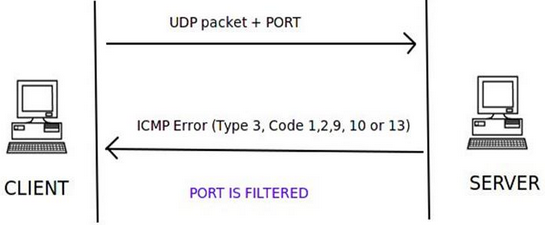 UDP packet + PORT
ICMP Error (Type 3, Code 1,2,9, 10 or 13)
CLIENT
SERVER
PORT IS FILTERED